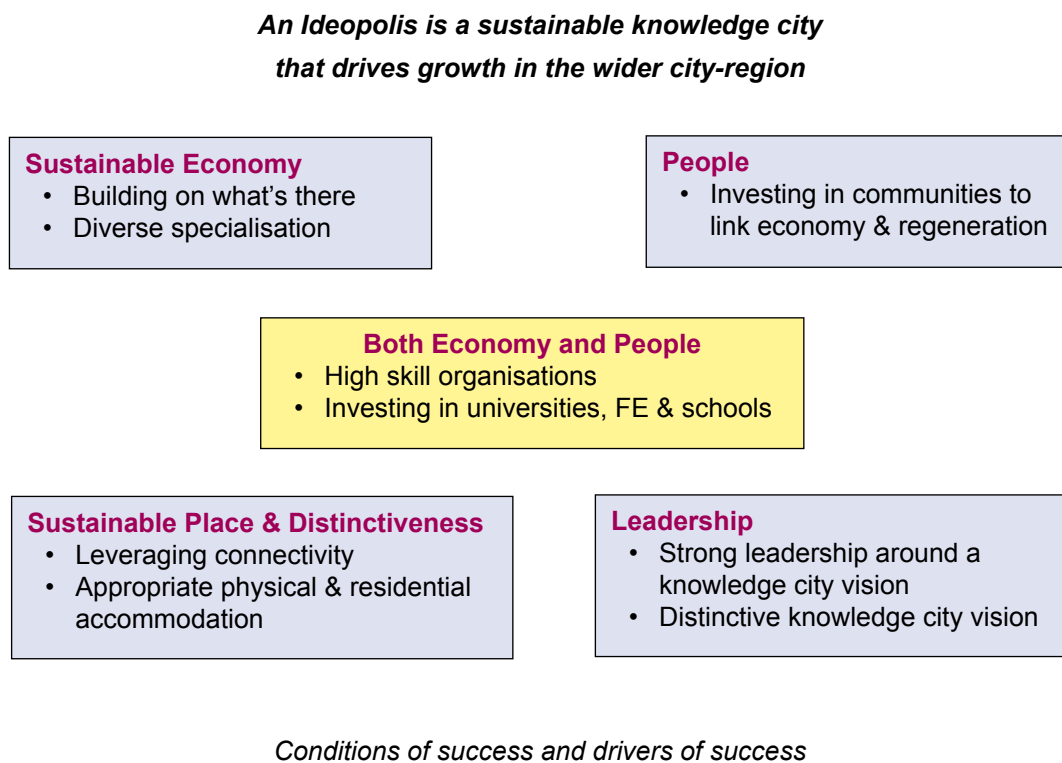 An Ideopolis is a sustainable knowledge city
that drives growth in the wider city-region
Sustainable Economy
• Building on what's there
• Diverse specialisation
People
• Investing in communities to
link economy & regeneration
Both Economy and People
• High skill organisations
• Investing in universities, FE & schools
Sustainable Place & Distinctiveness
• Leveraging connectivity
• Appropriate physical & residential
accommodation
Leadership
• Strong leadership around a
knowledge city vision
• Distinctive knowledge city vision
Conditions of success and drivers of success